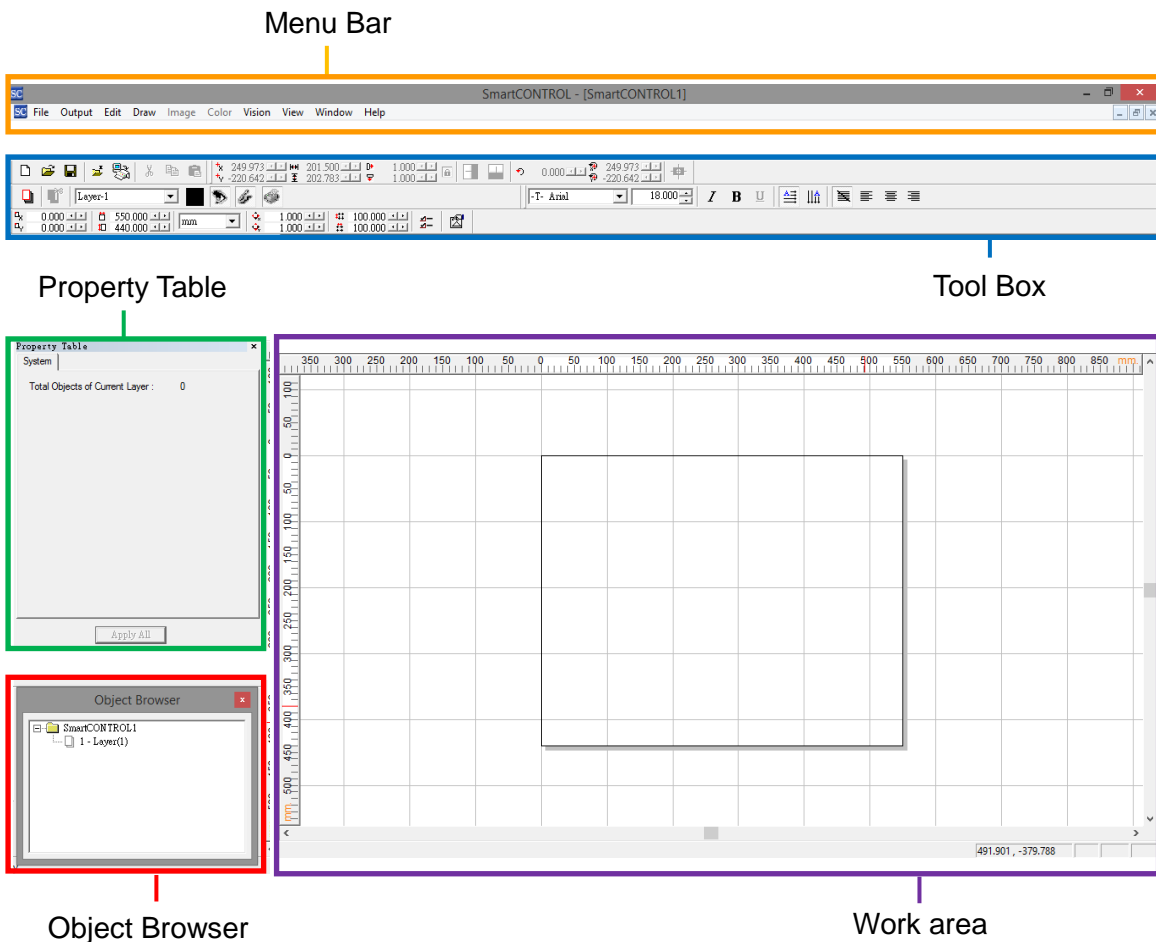 Menu Bar
SC SmartCONTROL - [SmartCONTROL1]
SC File Output Edit Draw Image Color Vision View Window Help
X 249.973 201.500 1.000 0.000 249.973
Y -220.642 202.783 1.000 -220.642
Layer-1 -T- Arial 18.000 I B U
X 0.000 550.000 mm 1.000 100.000
Y 0.000 440.000 1.000 100.000
Tool Box
Property Table
Property Table x
System
Total Objects of Current Layer : 0
Apply All
350 300 250 200 150 100 50 0 50 100 150 200 250 300 350 400 450 500 550 600 650 700 750 800 850 mm
100
50
0
50
100
150
200
250
300
350
400
450
500
mm
491.901 , -379.788
Object Browser x
SmartCONTROL1
1 - Layer(1)
Object Browser
Work area